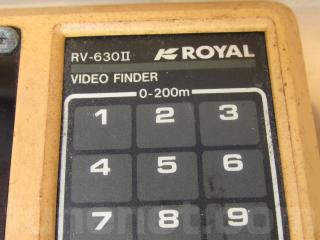 RV-630II ROYAL
VIDEO FINDER
0-200m
1 2 3
4 5 6
7 8 9